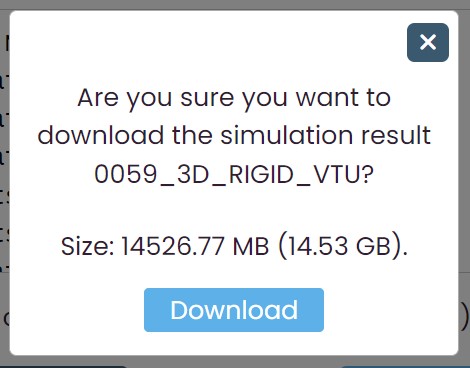 Are you sure you want to
download the simulation result
0059_3D_RIGID_VTU?
Size: 14526.77 MB (14.53 GB).
Download